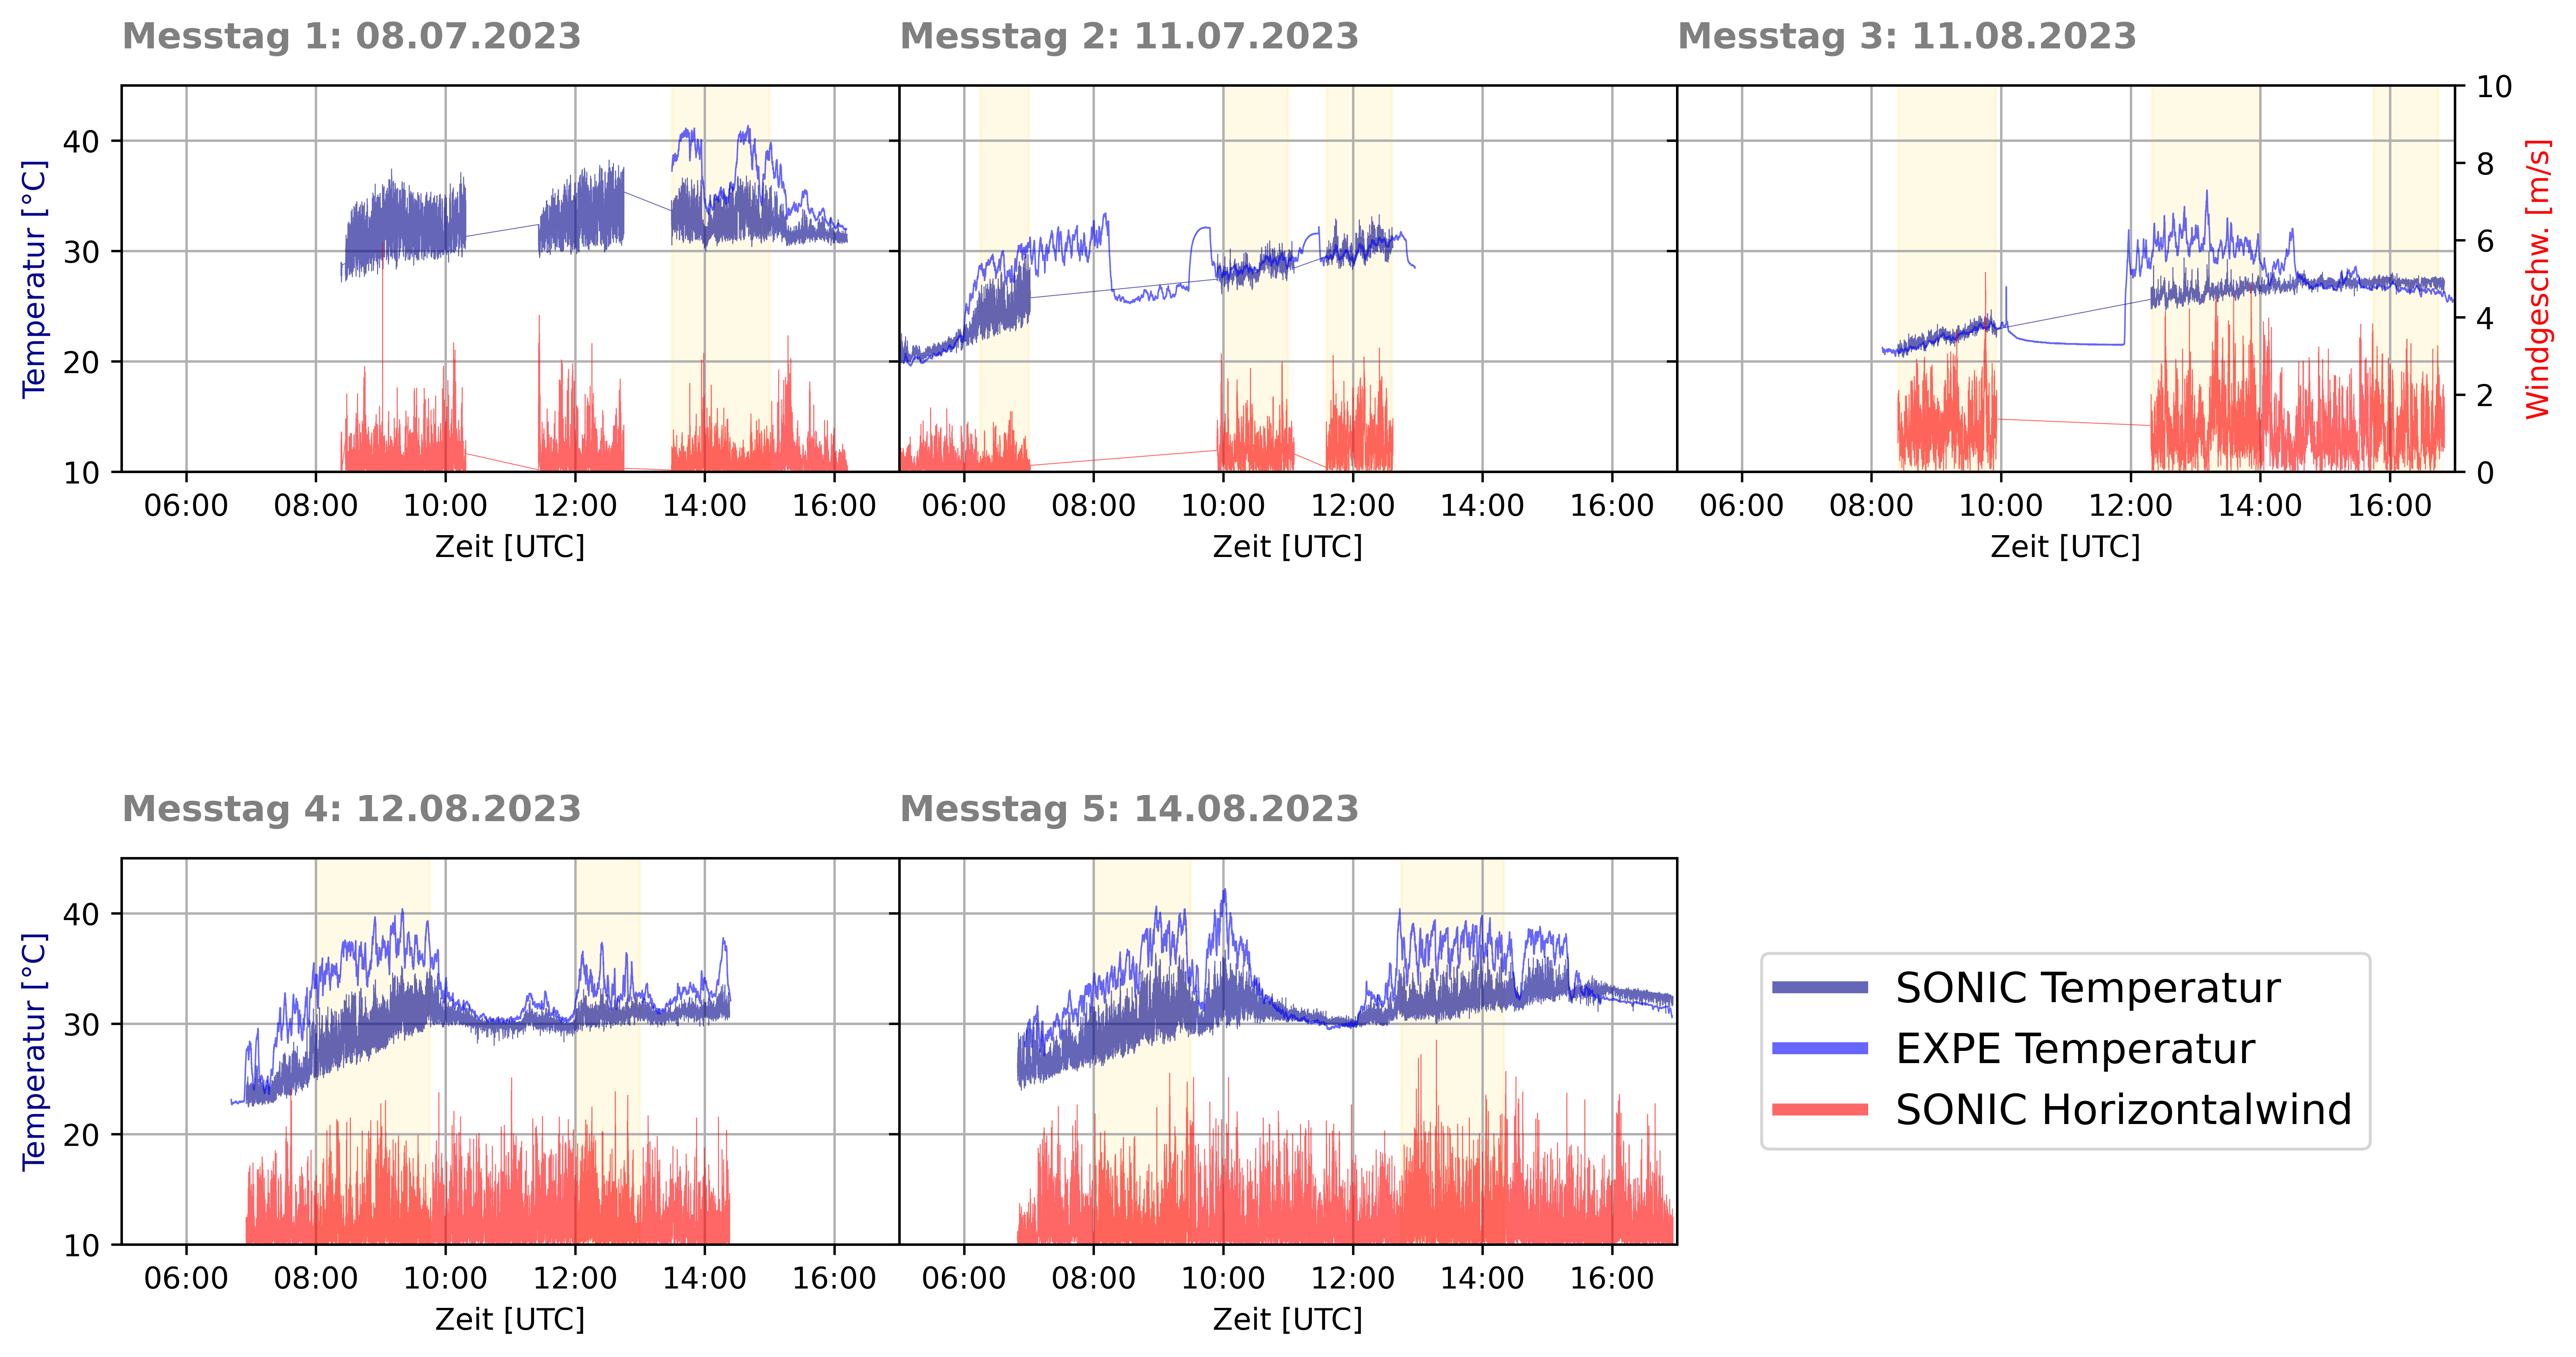 Messtag 1: 08.07.2023
Messtag 2: 11.07.2023
Messtag 3: 11.08.2023
Temperatur [°C]
40
30
20
10
10
8
6
4
2
0
Windgeschw. [m/s]
06:00 08:00 10:00 12:00 14:00 16:00
06:00 08:00 10:00 12:00 14:00 16:00
06:00 08:00 10:00 12:00 14:00 16:00
Zeit [UTC]
Zeit [UTC]
Zeit [UTC]
Messtag 4: 12.08.2023
Messtag 5: 14.08.2023
Temperatur [°C]
40
30
20
10
06:00 08:00 10:00 12:00 14:00 16:00
06:00 08:00 10:00 12:00 14:00 16:00
Zeit [UTC]
Zeit [UTC]
SONIC Temperatur
EXPE Temperatur
SONIC Horizontalwind